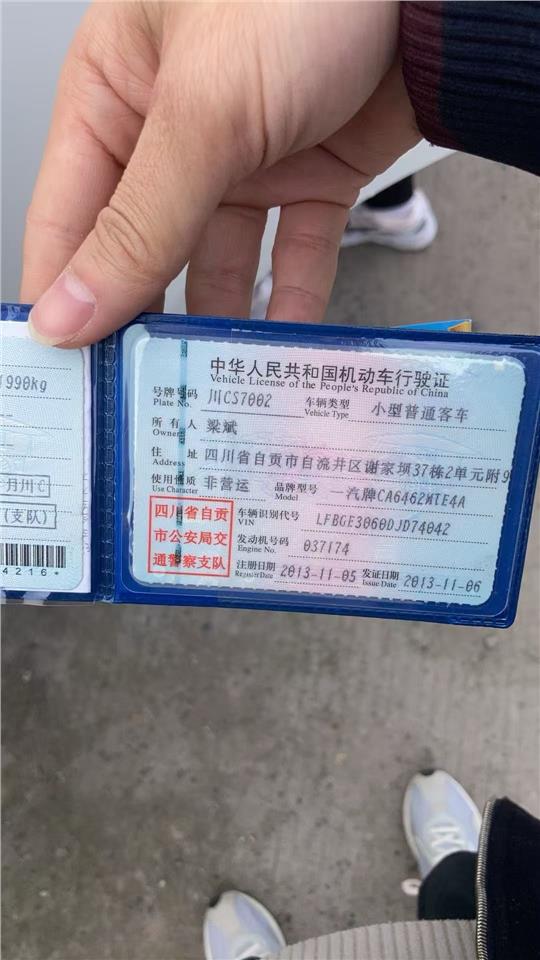 1990kg
月川C
(支队)
4216*
中华人民共和国机动车行驶证
Vehicle License of the People's Republic of China
号牌号码 川CS7002 车辆类型 小型普通客车
Plate No. Vehicle Type
所 有 人 梁斌
Owner
住 址 四川省自贡市自流井区谢家坝37栋2单元附9
Address
使用性质 非营运 品牌型号 一汽牌CA6462MTE4A
Use Character Model
四川省自贡
市公安局交
通警察支队
车辆识别代号 LFBGE3060DJD74042
VIN
发动机号码 037174
Engine No.
注册日期 2013-11-05 发证日期 2013-11-06
Register Date Issue Date